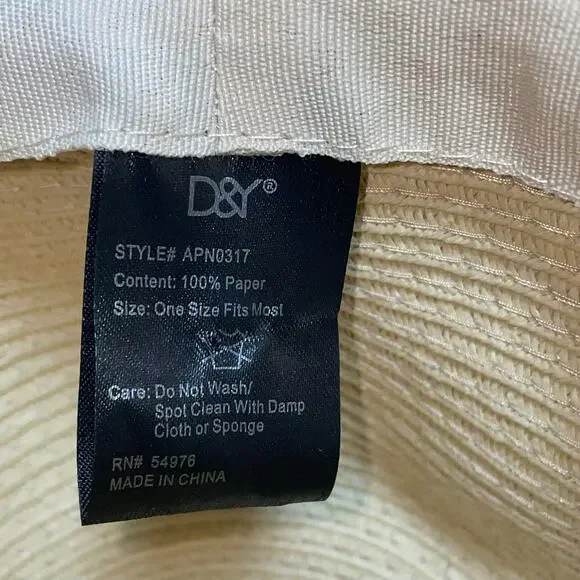 D&Y®
STYLE# APN0317
Content: 100% Paper
Size: One Size Fits Most
Care: Do Not Wash/
Spot Clean With Damp
Cloth or Sponge
RN# 54976
MADE IN CHINA